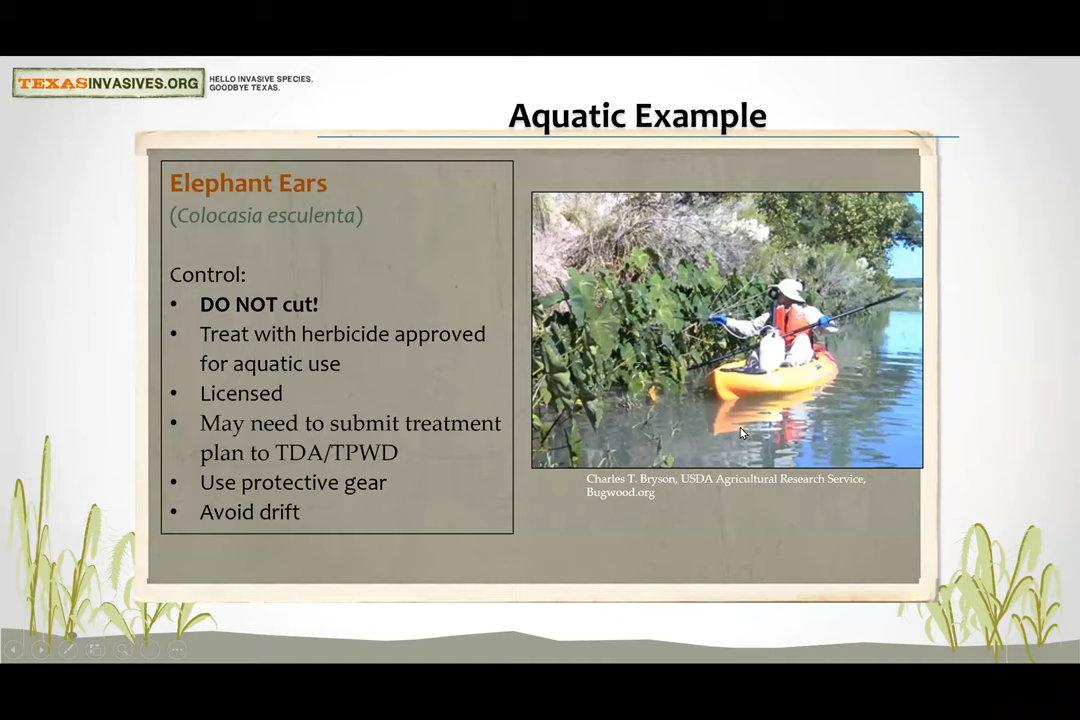 TEXASINVASIVES.ORG
HELLO INVASIVE SPECIES.
GOODBYE TEXAS.
Aquatic Example
Elephant Ears
(Colocasia esculenta)
Control:
• DO NOT cut!
• Treat with herbicide approved
for aquatic use
• Licensed
• May need to submit treatment
plan to TDA/TPWD
• Use protective gear
• Avoid drift
Charles T. Bryson, USDA Agricultural Research Service,
Bugwood.org